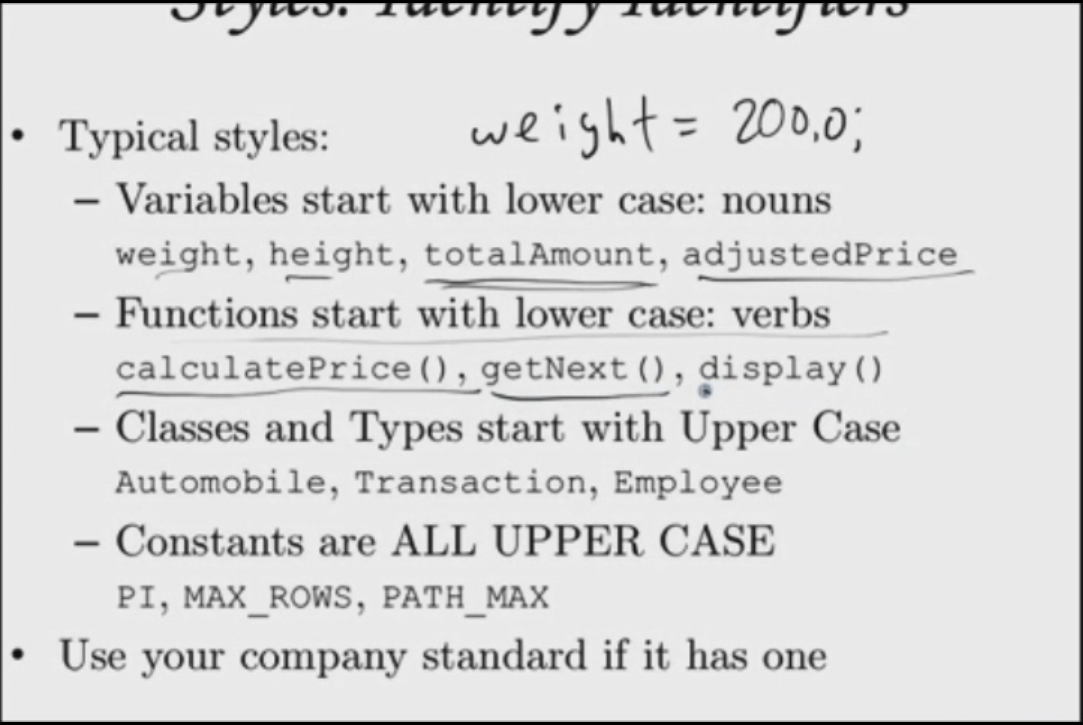 Styles: Identify Identifiers
• Typical styles: weight = 200.0;
– Variables start with lower case: nouns
weight, height, totalAmount, adjustedPrice
– Functions start with lower case: verbs
calculatePrice(), getNext(), display()
– Classes and Types start with Upper Case
Automobile, Transaction, Employee
– Constants are ALL UPPER CASE
PI, MAX_ROWS, PATH_MAX
• Use your company standard if it has one